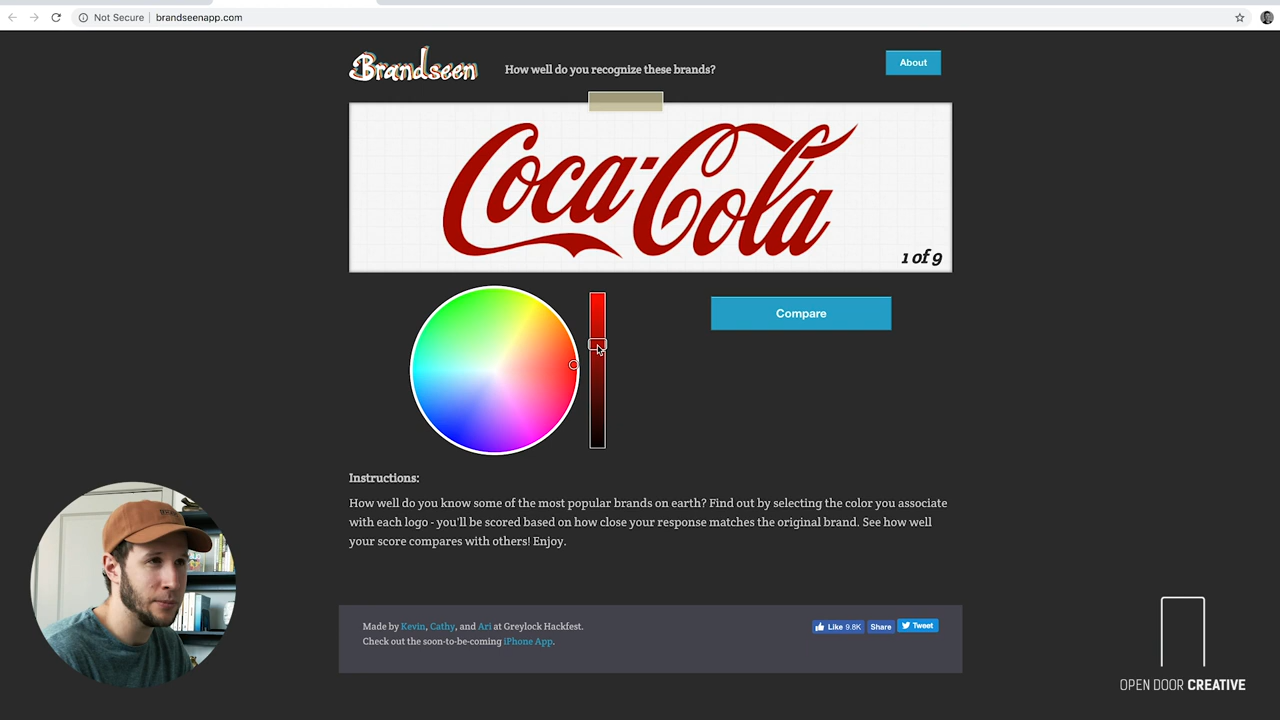 Not Secure
brandseenapp.com
Brandseen
How well do you recognize these brands?
About
Coca-Cola
1 of 9
Compare
Instructions:
How well do you know some of the most popular brands on earth? Find out by selecting the color you associate
with each logo - you'll be scored based on how close your response matches the original brand. See how well
your score compares with others! Enjoy.
Made by Kevin, Cathy, and Ari at Greylock Hackfest.
Check out the soon-to-be-coming iPhone App.
Like 9.8K
Share
Tweet
OPEN DOOR CREATIVE